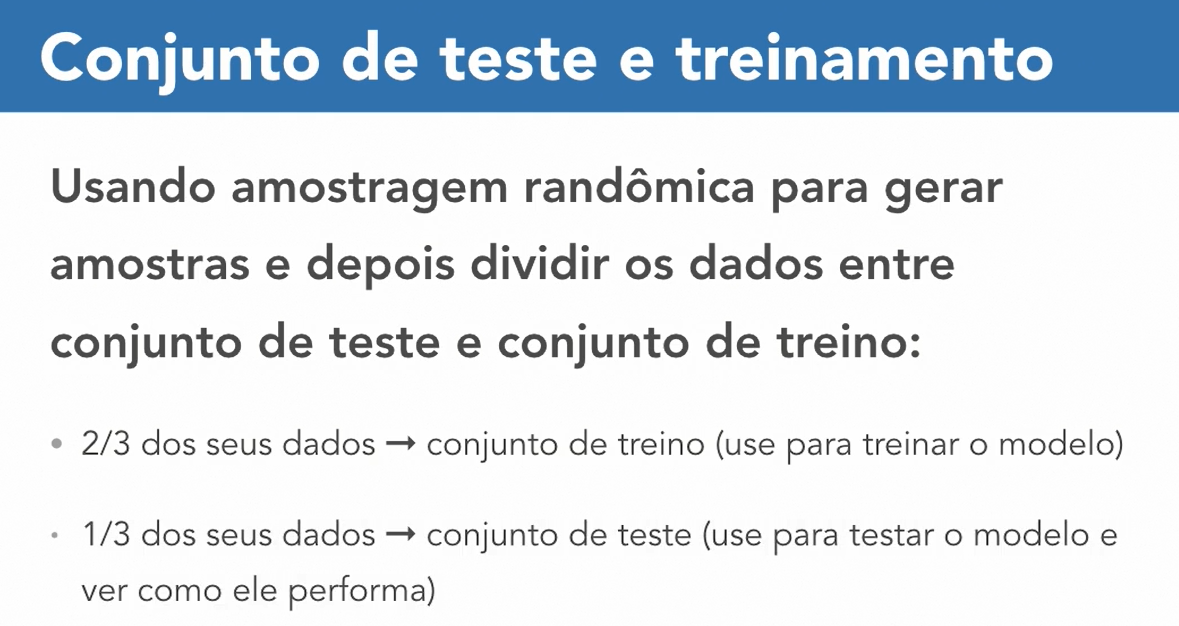 Conjunto de teste e treinamento
Usando amostragem randômica para gerar
amostras e depois dividir os dados entre
conjunto de teste e conjunto de treino:
• 2/3 dos seus dados → conjunto de treino (use para treinar o modelo)
• 1/3 dos seus dados → conjunto de teste (use para testar o modelo e
ver como ele performa)